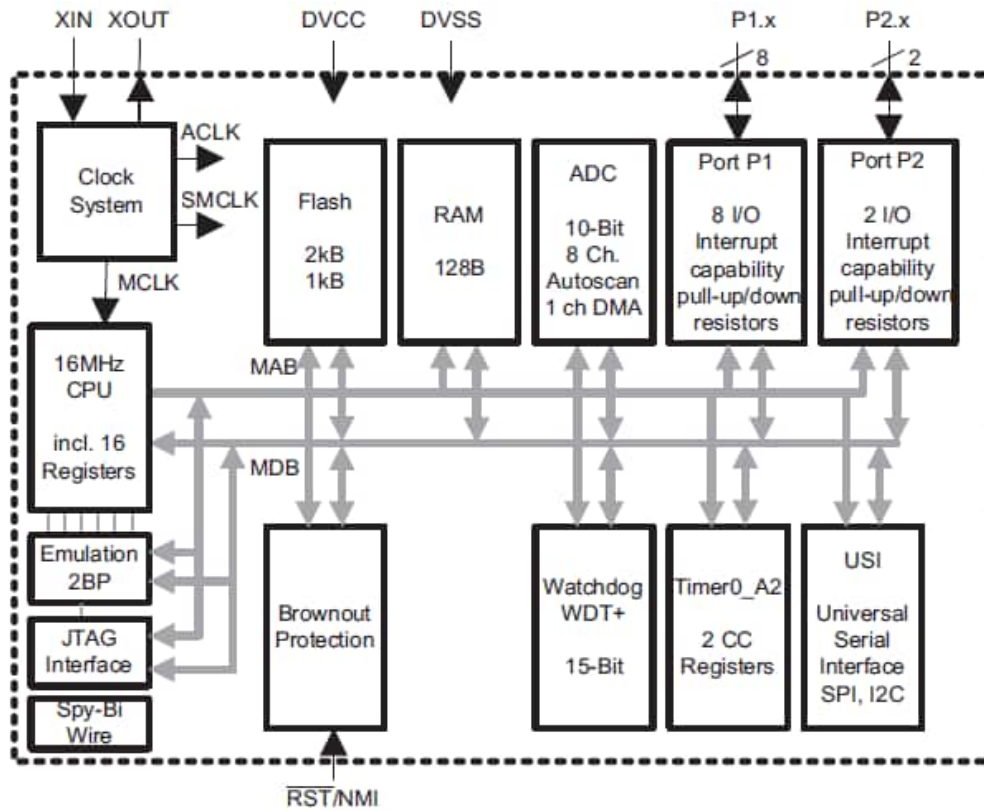 XIN
XOUT
DVCC
DVSS
P1.x
P2.x
8
2
Clock
System
ACLK
SMCLK
MCLK
Flash
2kB
1kB
RAM
128B
ADC
10-Bit
8 Ch.
Autoscan
1 ch DMA
Port P1
8 I/O
Interrupt
capability
pull-up/down
resistors
Port P2
2 I/O
Interrupt
capability
pull-up/down
resistors
16MHz
CPU
incl. 16
Registers
MAB
MDB
Emulation
2BP
JTAG
Interface
Spy-Bi
Wire
Brownout
Protection
Watchdog
WDT+
15-Bit
Timer0_A2
2 CC
Registers
USI
Universal
Serial
Interface
SPI, I2C
RST/NMI